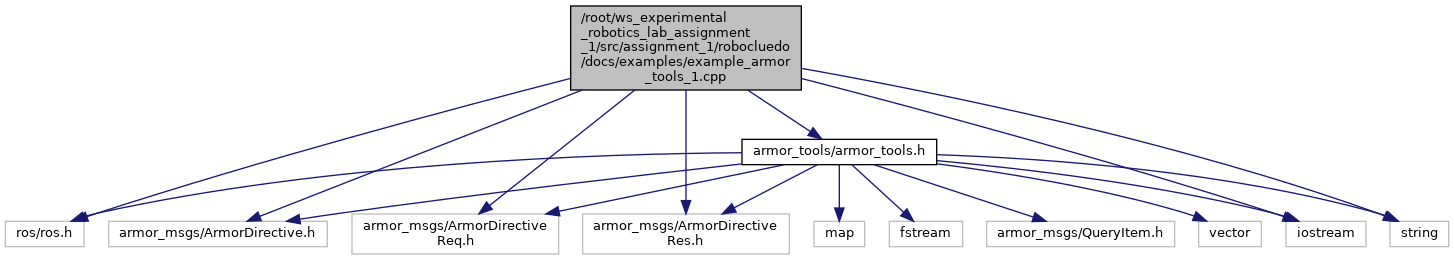 /root/ws_experimental
_robotics_lab_assignment
_1/src/assignment_1/robocluedo
/docs/examples/example_armor
_tools_1.cpp
armor_tools/armor_tools.h
ros/ros.h
armor_msgs/ArmorDirective.h
armor_msgs/ArmorDirective
Req.h
armor_msgs/ArmorDirective
Res.h
map
fstream
armor_msgs/QueryItem.h
vector
iostream
string